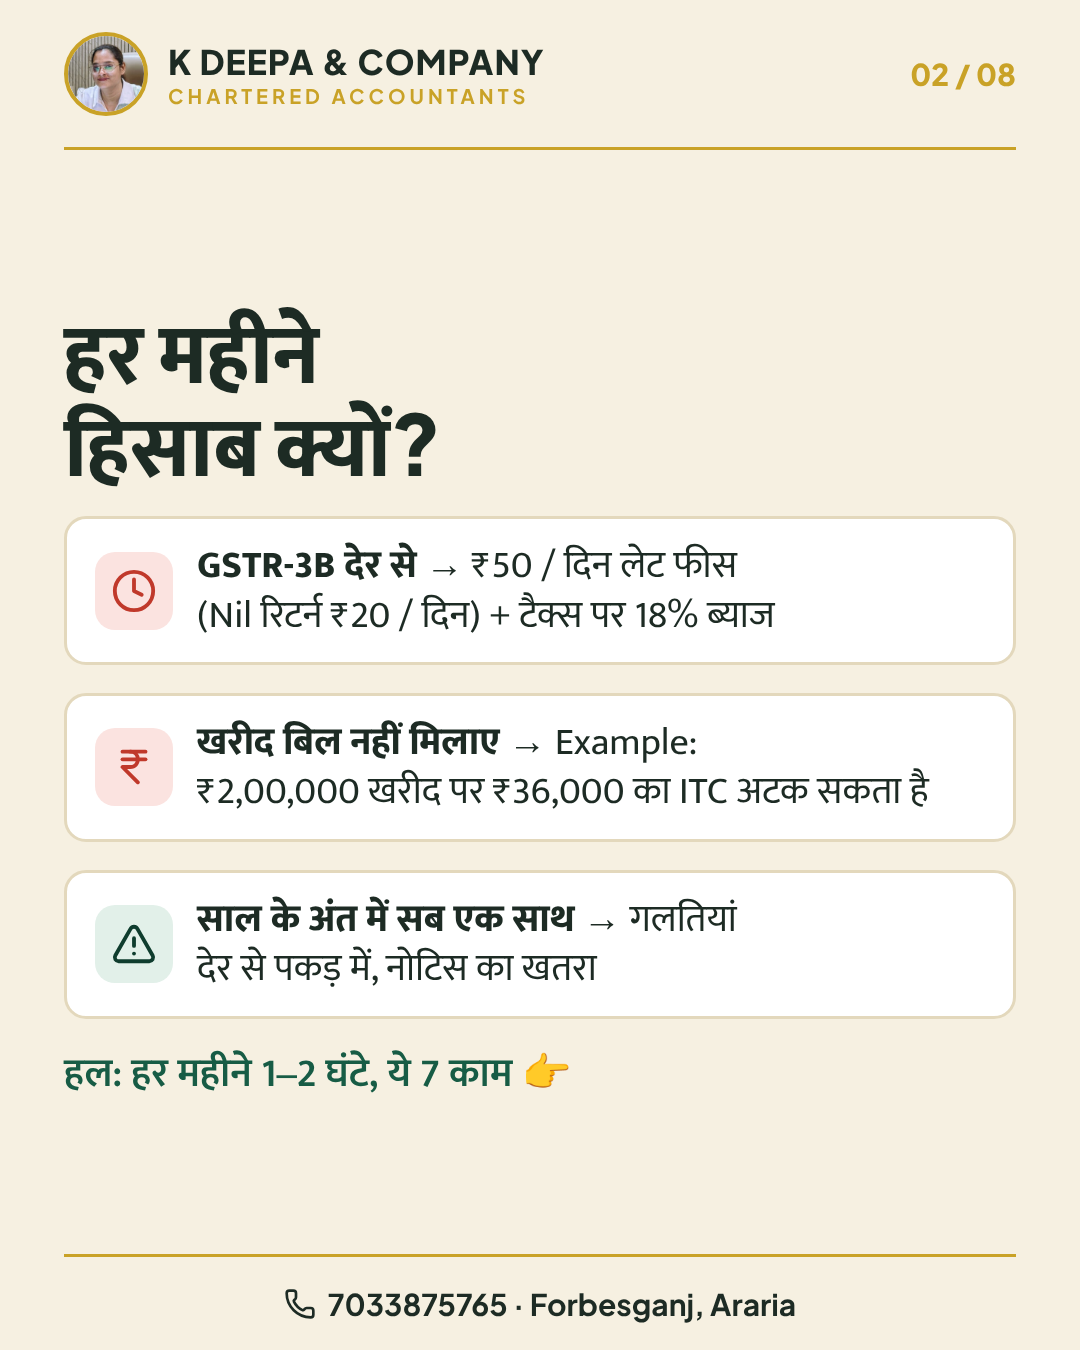 K DEEPA & COMPANY
CHARTERED ACCOUNTANTS
02 / 08
हर महीने
हिसाब क्यों?
GSTR-3B देर से → ₹50 / दिन लेट फीस
(Nil रिटर्न ₹20 / दिन) + टैक्स पर 18% ब्याज
₹
खरीद बिल नहीं मिलाए → Example:
₹2,00,000 खरीद पर ₹36,000 का ITC अटक सकता है
साल के अंत में सब एक साथ → गलतियां
देर से पकड़ में, नोटिस का खतरा
हल: हर महीने 1–2 घंटे, ये 7 काम 👉
7033875765 · Forbesganj, Araria